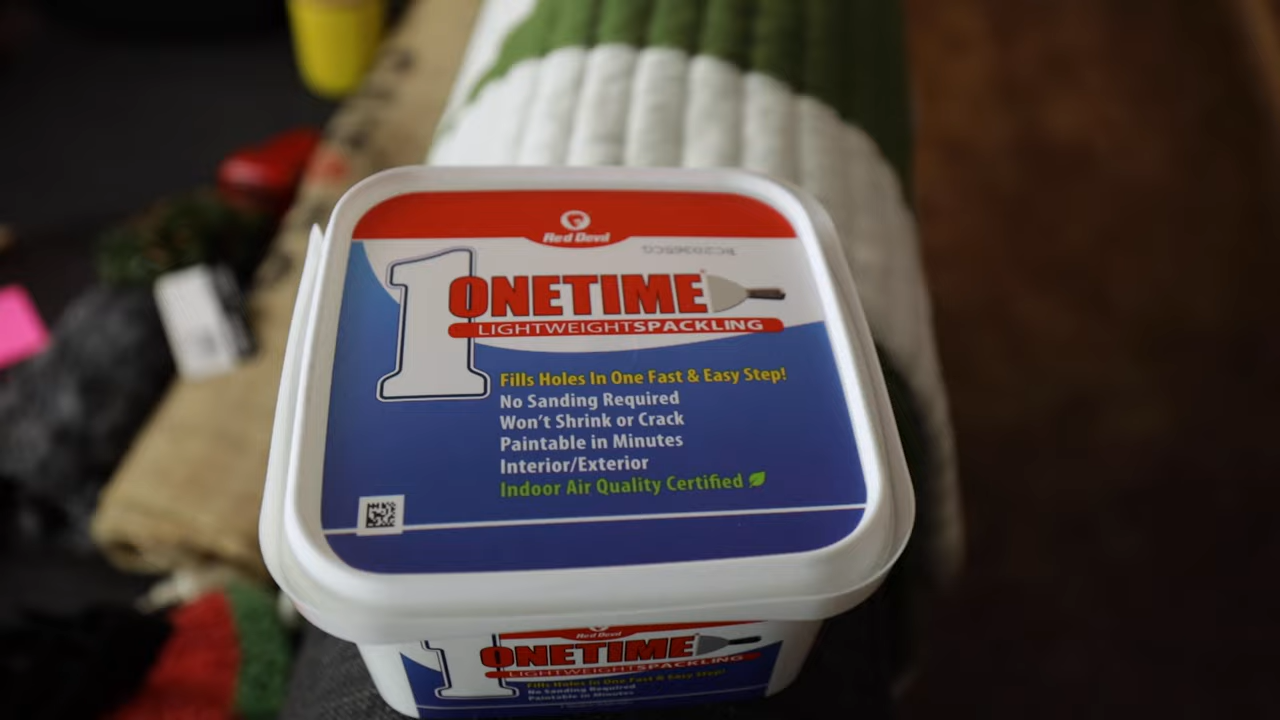 Red Devil
1 ONETIME
LIGHTWEIGHTSPACKLING
Fills Holes In One Fast & Easy Step!
No Sanding Required
Won't Shrink or Crack
Paintable in Minutes
Interior/Exterior
Indoor Air Quality Certified
Red Devil
1 ONETIME
LIGHTWEIGHTSPACKLING
Fills Holes In One Fast & Easy Step!
No Sanding Required
Paintable in Minutes